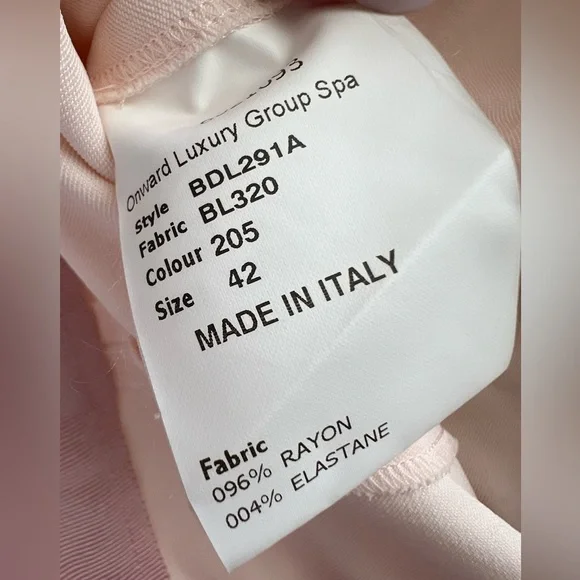 Onward Luxury Group Spa
Style BDL291A
Fabric BL320
Colour 205
Size 42
MADE IN ITALY
Fabric
096% RAYON
004% ELASTANE